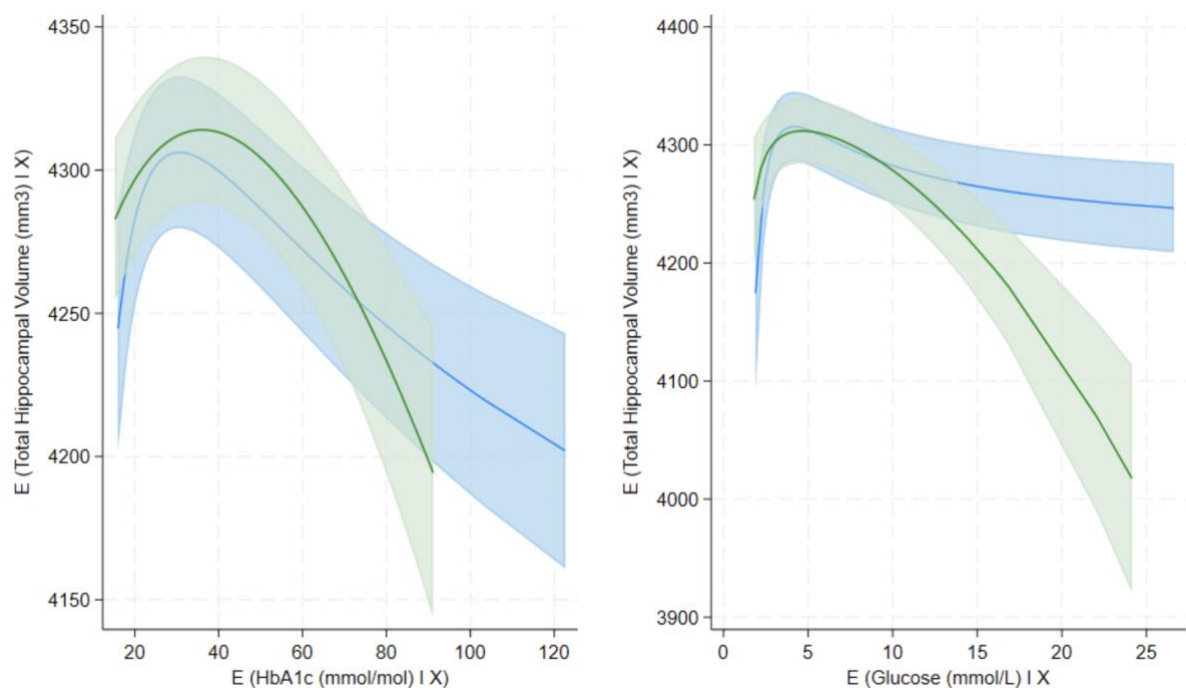 4350
4300
4250
4200
4150
E (Total Hippocampal Volume (mm3) I X)
20 40 60 80 100 120
E (HbA1c (mmol/mol) I X)
4400
4300
4200
4100
4000
3900
E (Total Hippocampal Volume (mm3) I X)
0 5 10 15 20 25
E (Glucose (mmol/L) I X